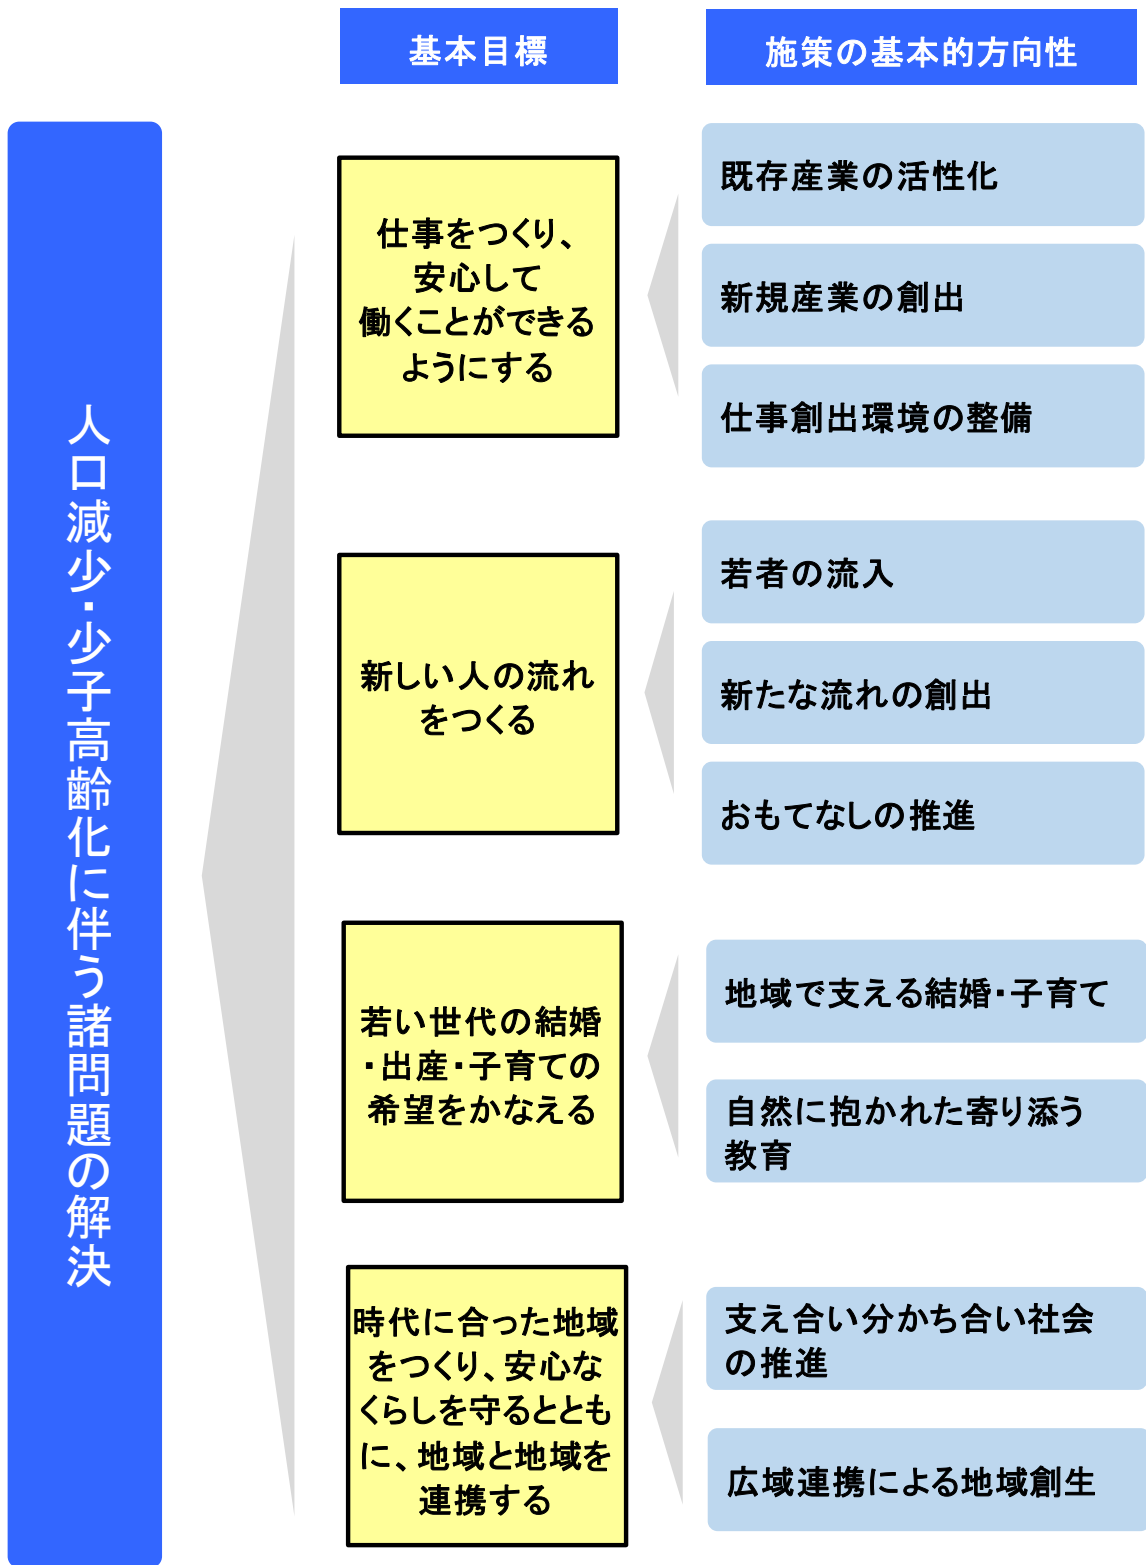 基本目標
施策の基本的方向性
人口減少・少子高齢化に伴う諸問題の解決
仕事をつくり、
安心して
働くことができる
ようにする
既存産業の活性化
新規産業の創出
仕事創出環境の整備
新しい人の流れ
をつくる
若者の流入
新たな流れの創出
おもてなしの推進
若い世代の結婚
・出産・子育ての
希望をかなえる
地域で支える結婚・子育て
自然に抱かれた寄り添う
教育
時代に合った地域
をつくり、安心な
くらしを守るととも
に、地域と地域を
連携する
支え合い分かち合い社会
の推進
広域連携による地域創生